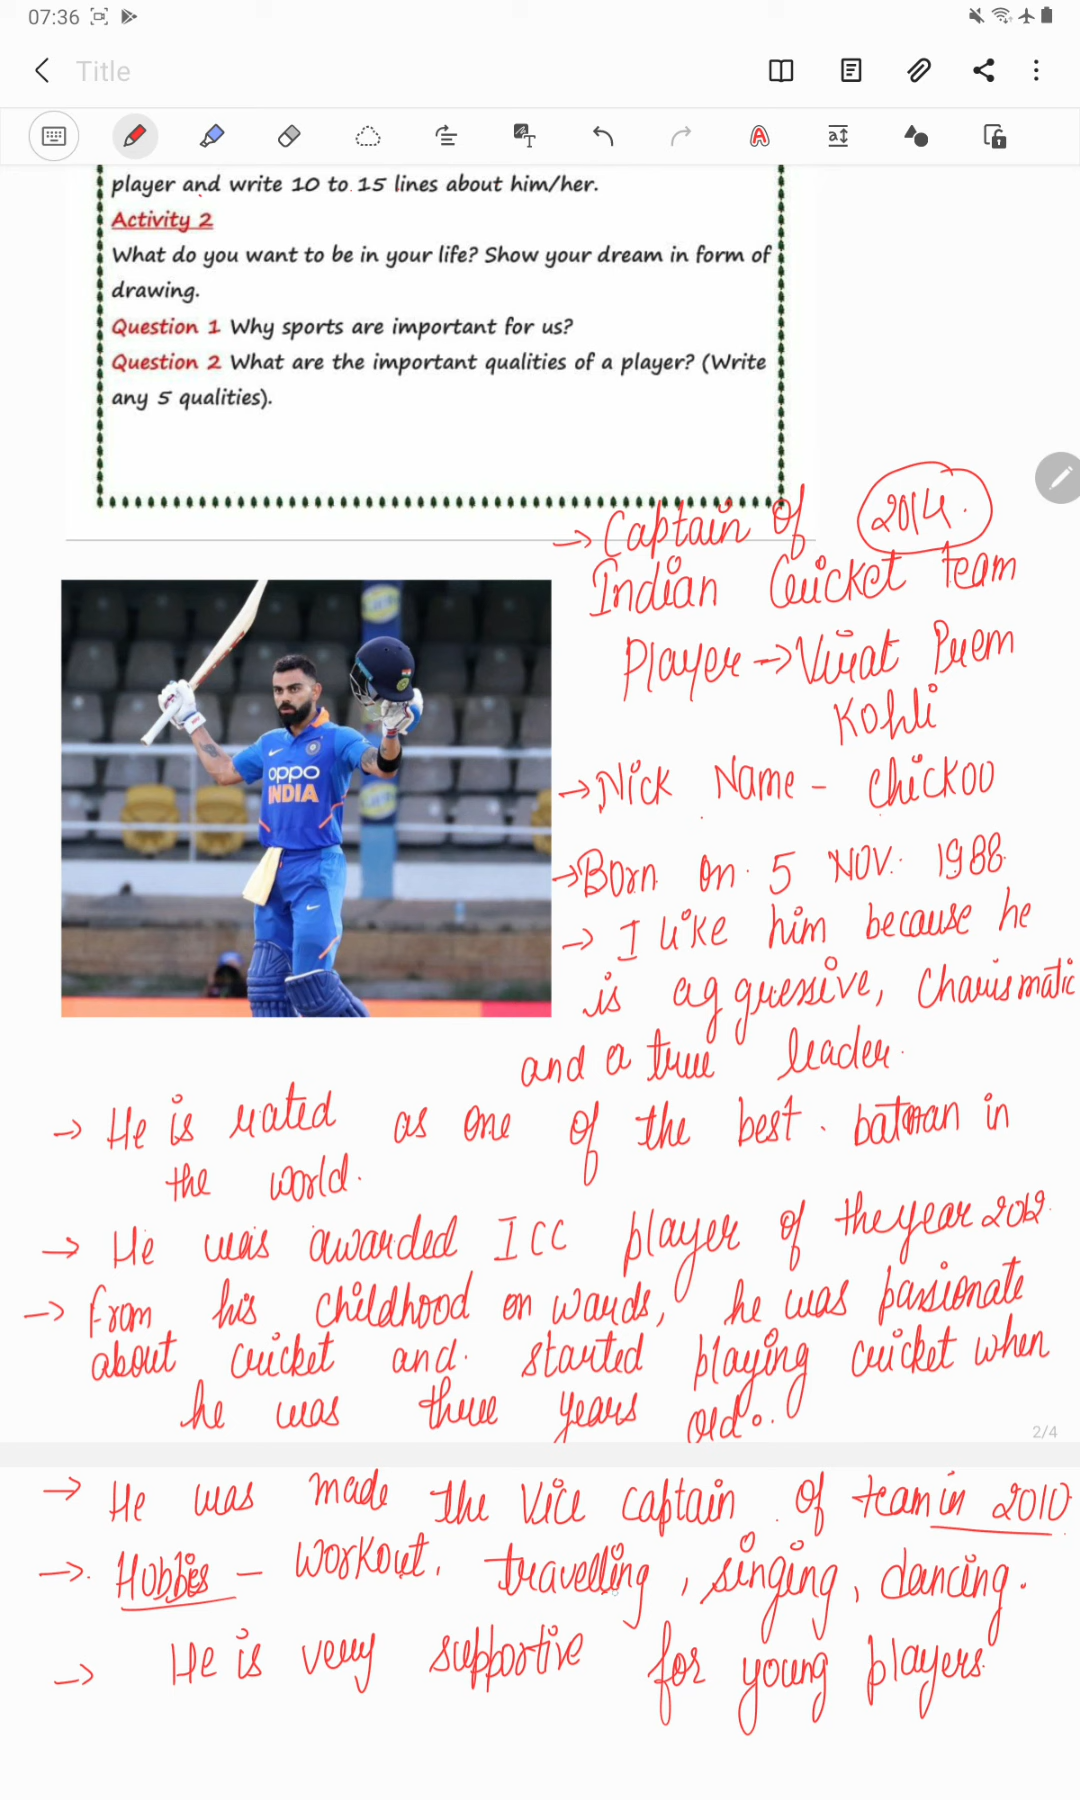 07:36
Title
player and write 10 to 15 lines about him/her.
Activity 2
What do you want to be in your life? Show your dream in form of
drawing.
Question 1 Why sports are important for us?
Question 2 What are the important qualities of a player? (Write
any 5 qualities).
→ Captain of 2014.
Indian Cricket team
Player → Virat Prem
Kohli
→ Nick Name - Chickoo
→ Born on 5 NOV. 1988.
→ I like him because he
is aggressive, Charismatic
and a true leader.
oppo
INDIA
→ He is rated as one of the best batman in
the world.
→ He was awarded ICC player of the year 2012.
→ from his childhood on wards, he was passionate
about cricket and started playing cricket when
he was three years old.
2/4
→ He was made the Vice captain of team in 2010
→ Hobbies - Workout, travelling, singing, dancing.
→ He is very supportive for young players.